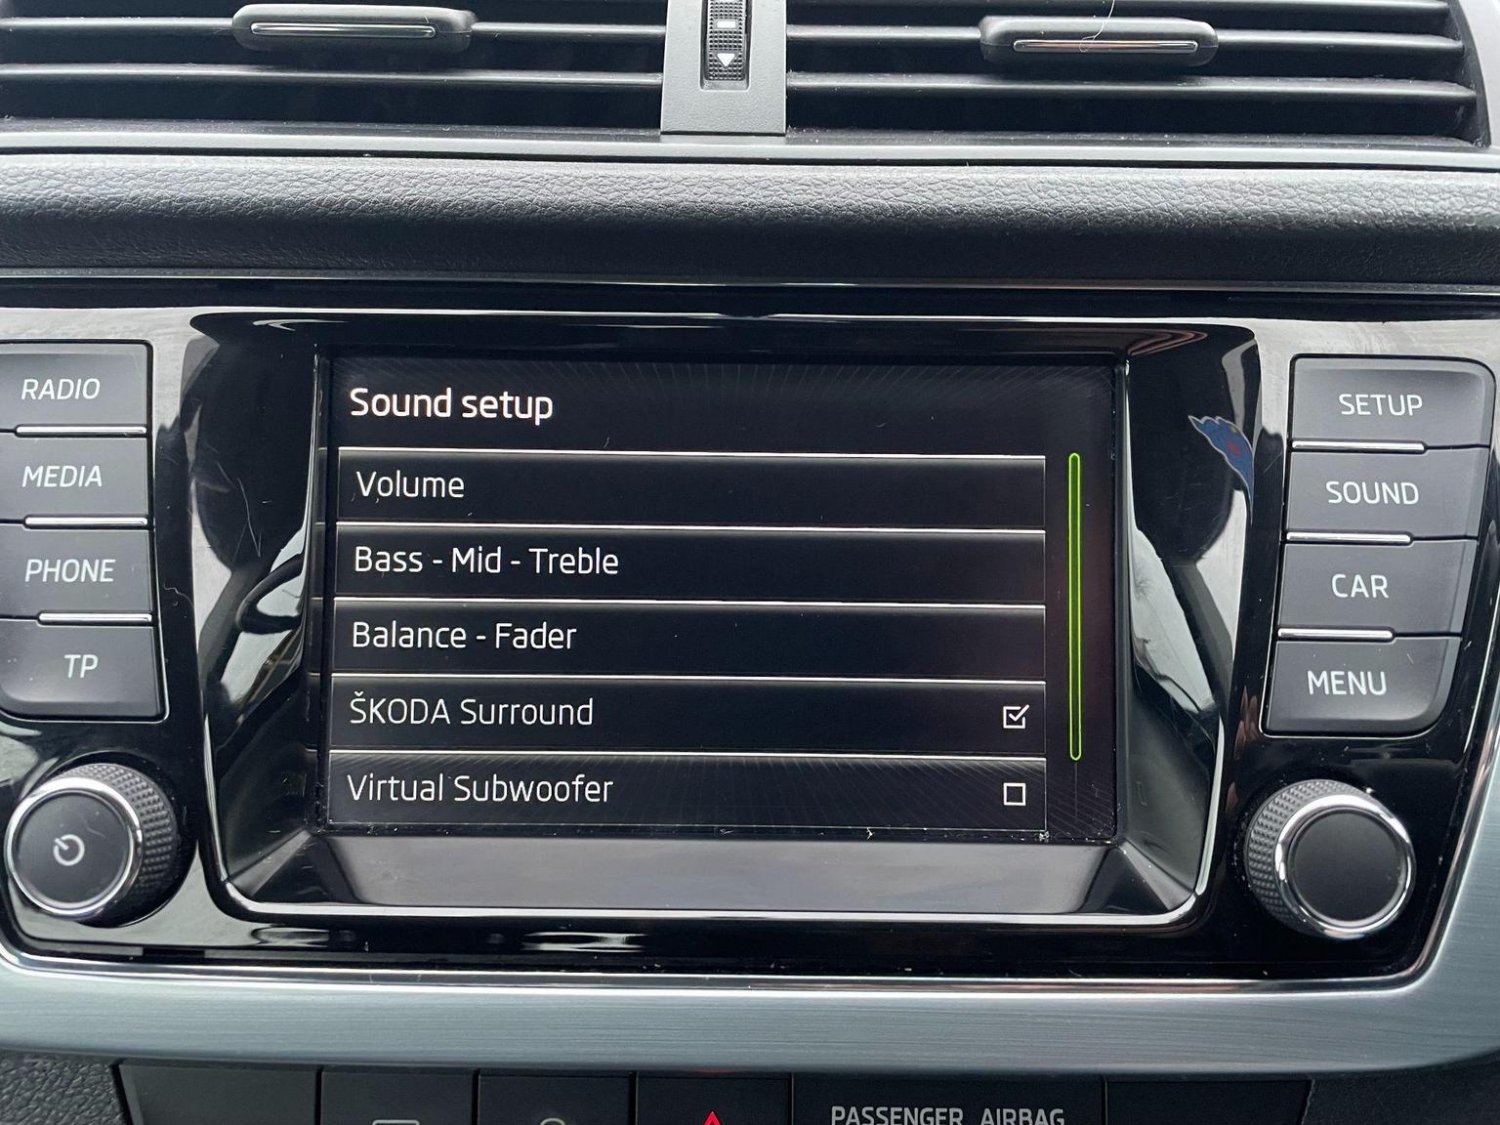 RADIO
MEDIA
PHONE
TP
Sound setup
Volume
Bass - Mid - Treble
Balance - Fader
ŠKODA Surround
Virtual Subwoofer
SETUP
SOUND
CAR
MENU
PASSENGER AIRBAG